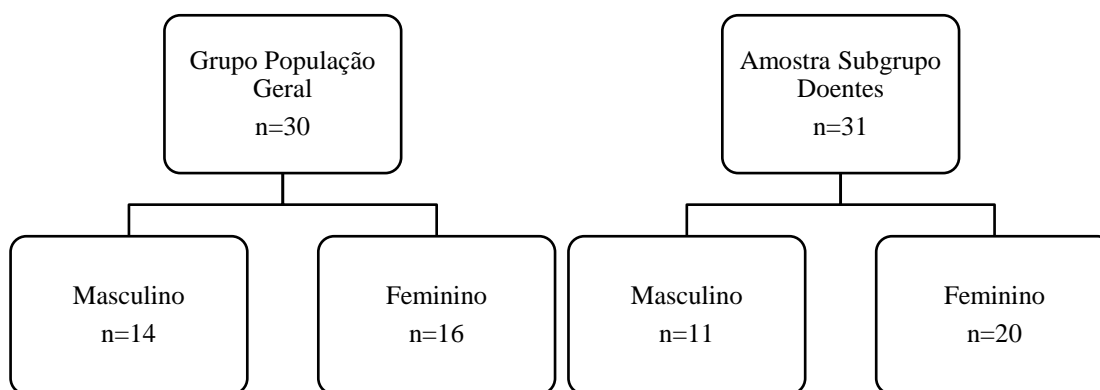 Grupo População
Geral
n=30
Amostra Subgrupo
Doentes
n=31
Masculino
n=14
Feminino
n=16
Masculino
n=11
Feminino
n=20